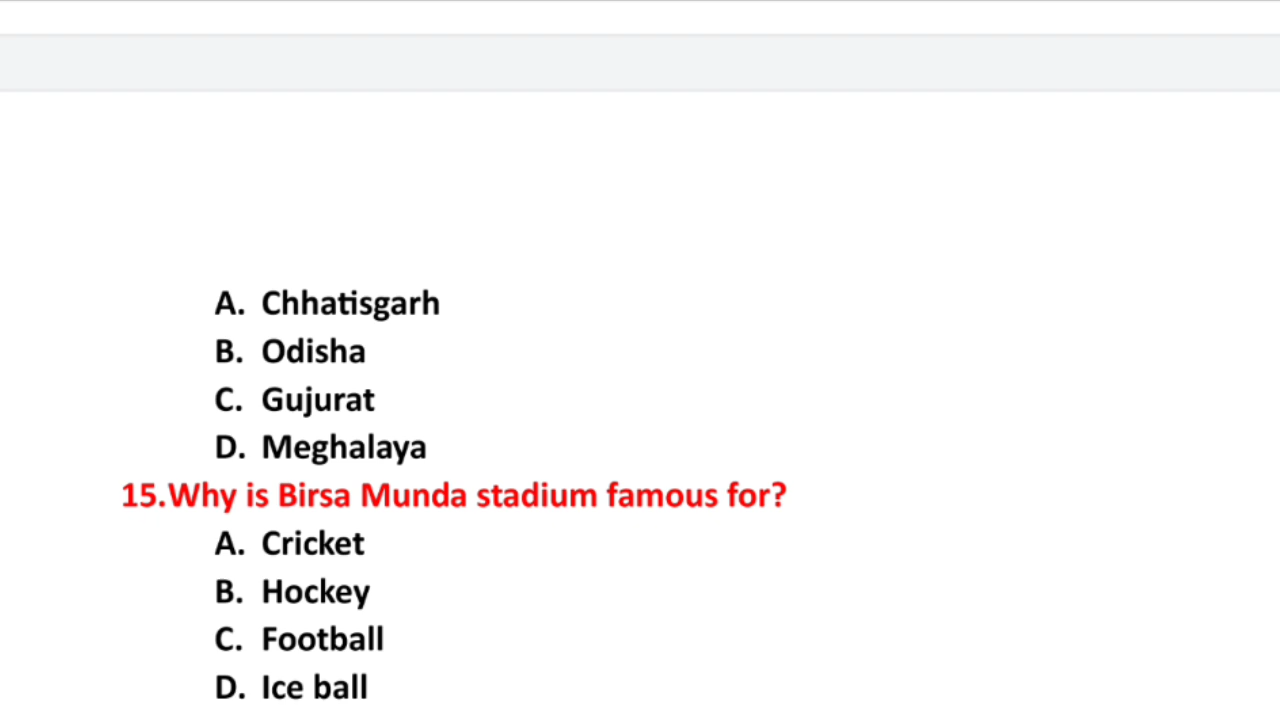 A. Chhatisgarh
B. Odisha
C. Gujurat
D. Meghalaya
15.Why is Birsa Munda stadium famous for?
A. Cricket
B. Hockey
C. Football
D. Ice ball